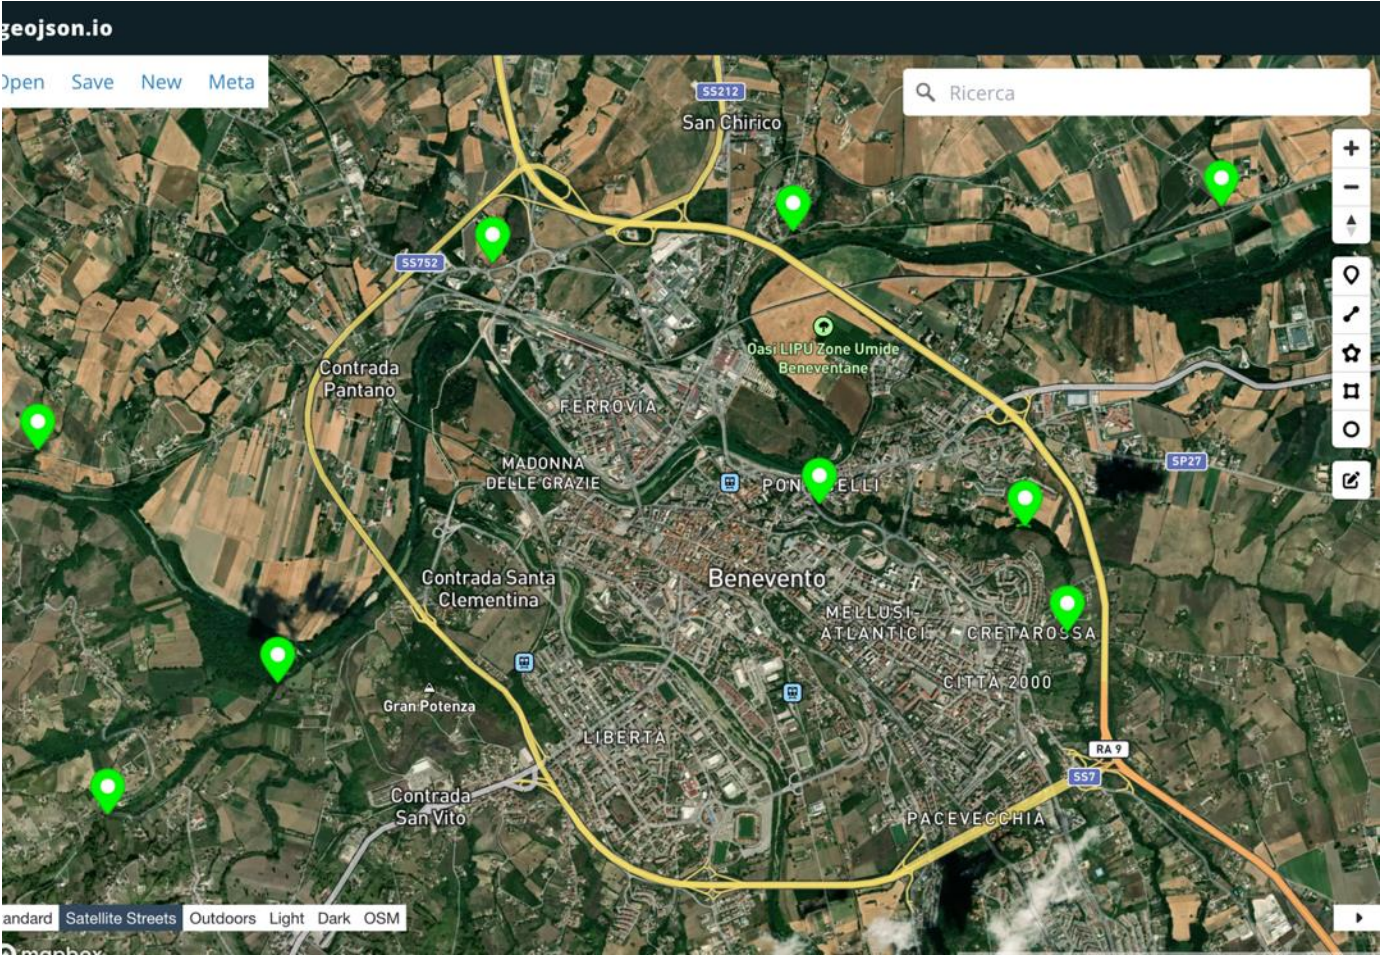 geojson.io
Open Save New Meta
Ricerca
SS212
San Chirico
SS752
Oasi LIPU Zone Umide
Beneventane
Contrada
Pantano
FERROVIA
MADONNA
DELLE GRAZIE
SP27
Benevento
Contrada Santa
Clementina
MELLUSI-
ATLANTICI
CRETAROSSA
CITTÀ 2000
Gran Potenza
LIBERTÀ
RA 9
SS7
Contrada
San Vito
PACEVECCHIA
andard Satellite Streets Outdoors Light Dark OSM
mapbox